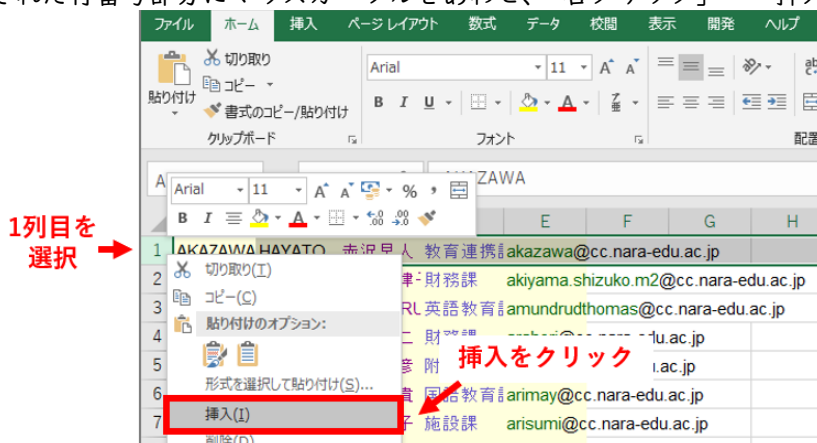 ファイル ホーム 挿入 ページ レイアウト 数式 データ 校閲 表示 開発 ヘルプ
切り取り
コピー
貼り付け
書式のコピー/貼り付け
Arial 11 A A
B I U A
クリップボード フォント
AKAZAWA
Arial 11 A A % ,
B I A
E F G H
1列目を
選択
1 AKAZAWA HAYATO 赤沢早人 教育連携 akazawa@cc.nara-edu.ac.jp
2 財務課 akiyama.shizuko.m2@cc.nara-edu.ac.jp
3 英語教育 amundrudthomas@cc.nara-edu.ac.jp
4
5 附
6 国語教育 arimay@cc.nara-edu.ac.jp
7 子 施設課 arisumi@cc.nara-edu.ac.jp
切り取り(T)
コピー(C)
貼り付けのオプション:
形式を選択して貼り付け(S)...
挿入(I)
削除(D)
挿入をクリック